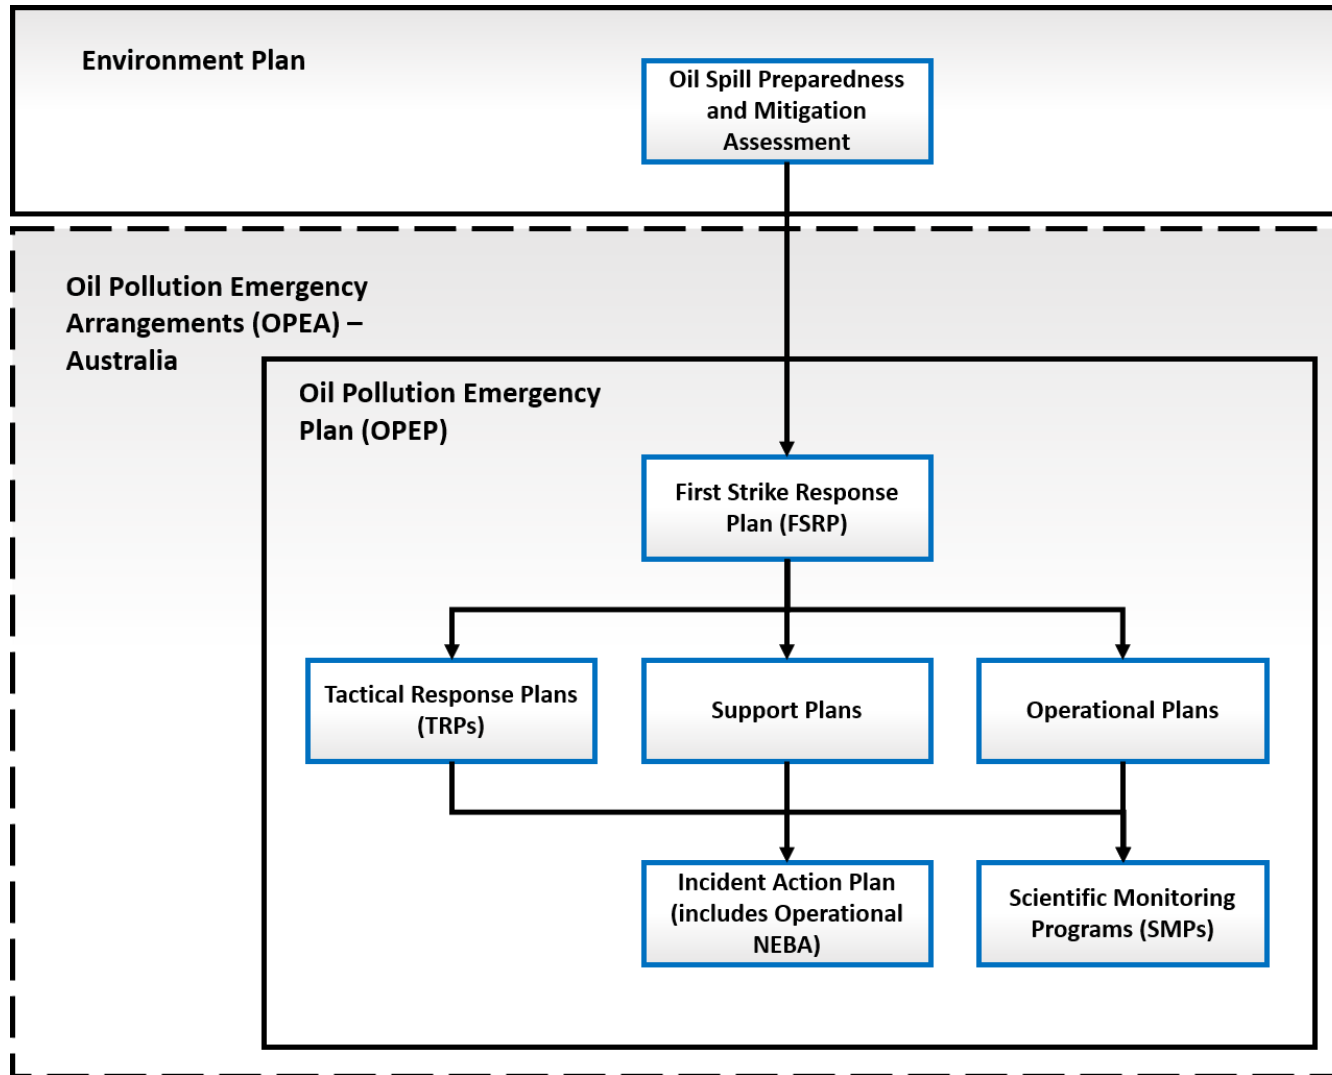 Environment Plan
Oil Spill Preparedness
and Mitigation
Assessment
Oil Pollution Emergency
Arrangements (OPEA) –
Australia
Oil Pollution Emergency
Plan (OPEP)
First Strike Response
Plan (FSRP)
Tactical Response Plans
(TRPs)
Support Plans
Operational Plans
Incident Action Plan
(includes Operational
NEBA)
Scientific Monitoring
Programs (SMPs)